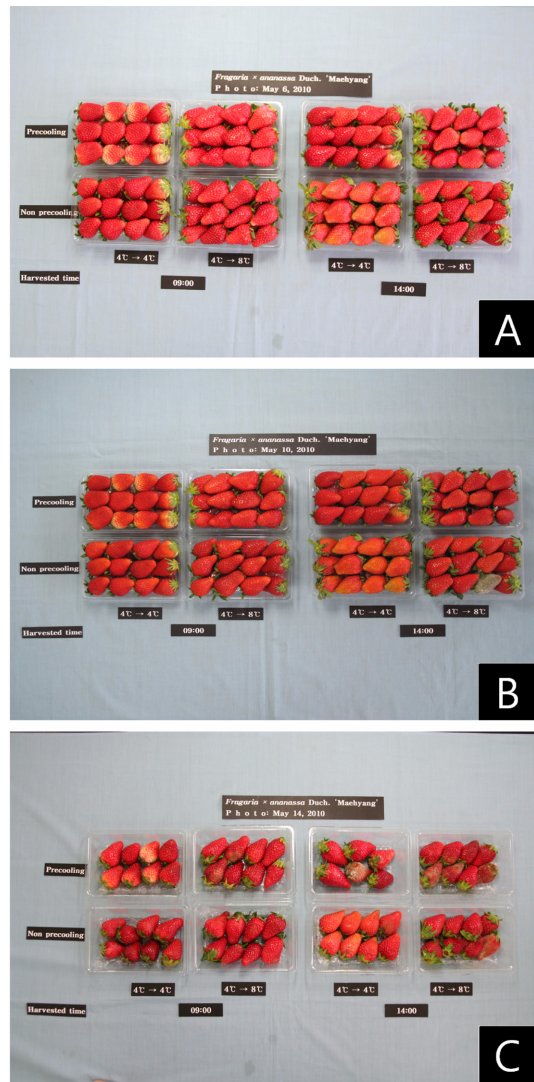 Fragaria × ananassa Duch. 'Maehyang'
P h o t o: May 6, 2010
Precooling
Non precooling
4℃ → 4℃
4℃ → 8℃
4℃ → 4℃
4℃ → 8℃
Harvested time
09:00
14:00
A
Fragaria × ananassa Duch. 'Maehyang'
P h o t o: May 10, 2010
Precooling
Non precooling
4℃ → 4℃
4℃ → 8℃
4℃ → 4℃
4℃ → 8℃
Harvested time
09:00
14:00
B
Fragaria × ananassa Duch. 'Maehyang'
P h o t o: May 14, 2010
Precooling
Non precooling
4℃ → 4℃
4℃ → 8℃
4℃ → 4℃
4℃ → 8℃
Harvested time
09:00
14:00
C